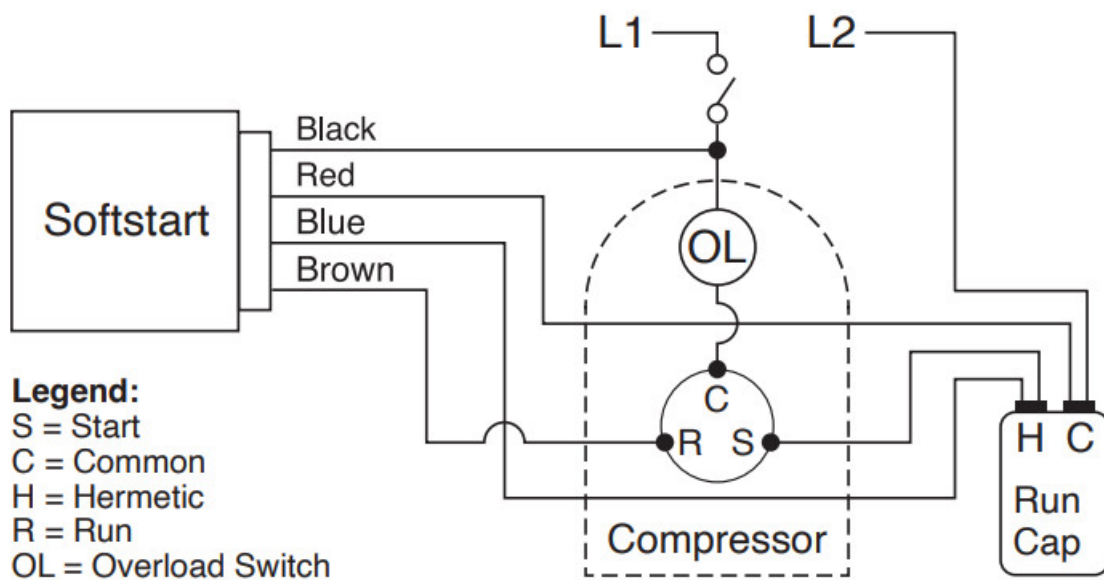 L1
L2
Black
Red
Blue
Brown
Softstart
OL
C
R
S
H C
Run
Cap
Compressor
Legend:
S = Start
C = Common
H = Hermetic
R = Run
OL = Overload Switch